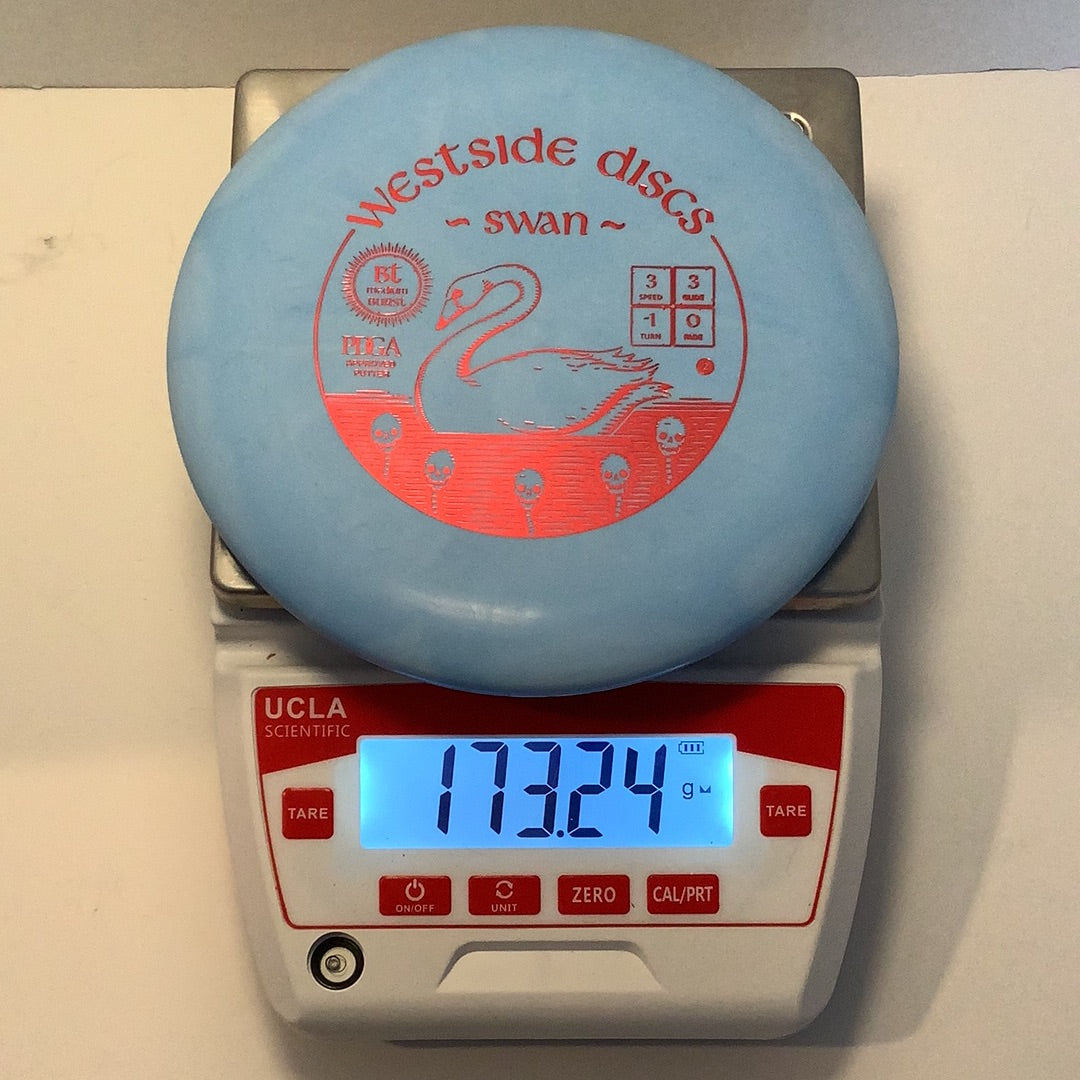 westside discs
~ swan ~
Bt
medium
BURST
3 3
SPEED GLIDE
-1 0
TURN FADE
PDGA
APPROVED
PUTTER
2
UCLA
SCIENTIFIC
173.24
g
TARE
TARE
ON/OFF
UNIT
ZERO
CAL/PRT